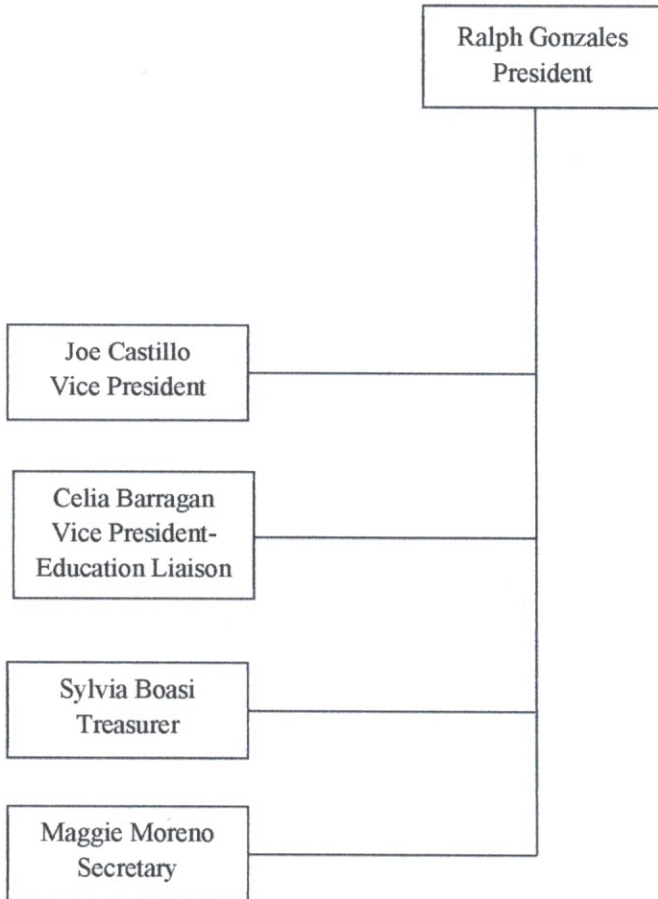 Ralph Gonzales
President
Joe Castillo
Vice President
Celia Barragan
Vice President-
Education Liaison
Sylvia Boasi
Treasurer
Maggie Moreno
Secretary